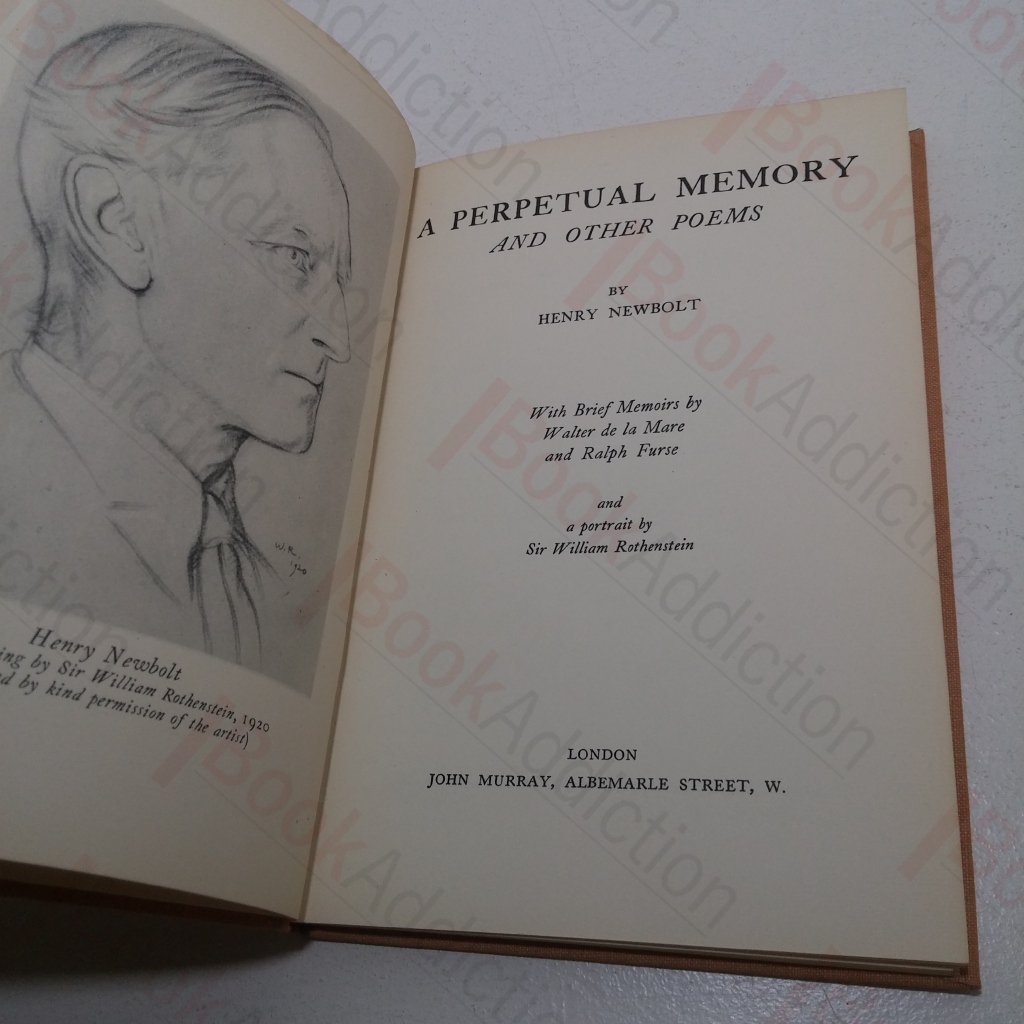 W.R.
1920
Henry Newbolt
ing by Sir William Rothenstein, 1920
d by kind permission of the artist)
A PERPETUAL MEMORY
AND OTHER POEMS
BY
HENRY NEWBOLT
With Brief Memoirs by
Walter de la Mare
and Ralph Furse
and
a portrait by
Sir William Rothenstein
LONDON
JOHN MURRAY, ALBEMARLE STREET, W.
BookAddiction